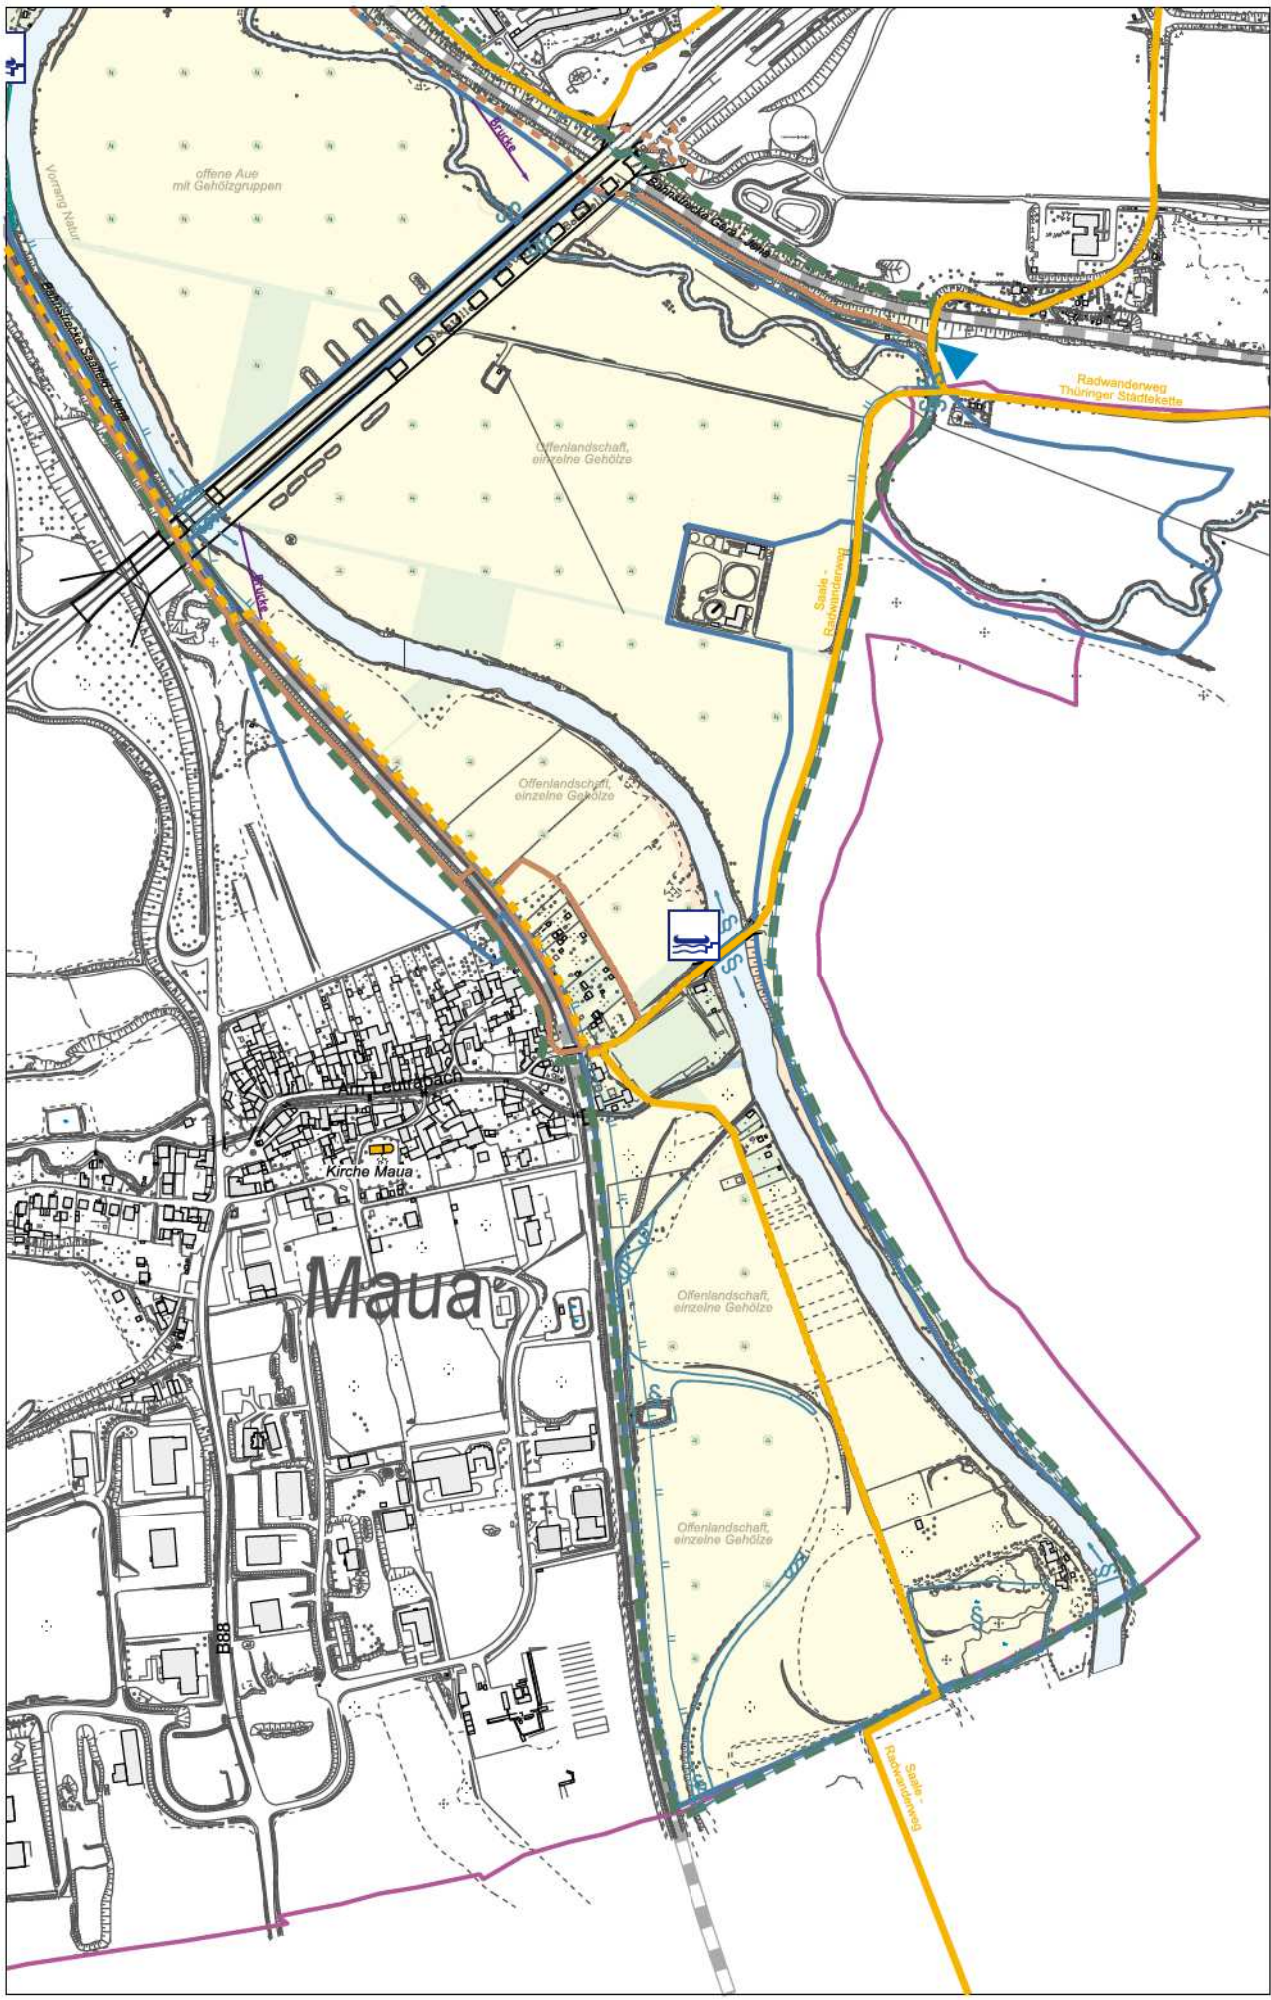 Brücke
offene Aue
mit Gehölzgruppen
Vorrang Natur
Bahnstrecke Gera - Jena
Bahnstrecke Saalfeld - Jena
Radwanderweg
Thüringer Städtekette
Offenlandschaft,
einzelne Gehölze
Saale -
Radwanderweg
Brücke
Offenlandschaft,
einzelne Gehölze
Am Leutrabach
Kirche Maua
Maua
Offenlandschaft,
einzelne Gehölze
Offenlandschaft,
einzelne Gehölze
B88
Saale -
Radwanderweg